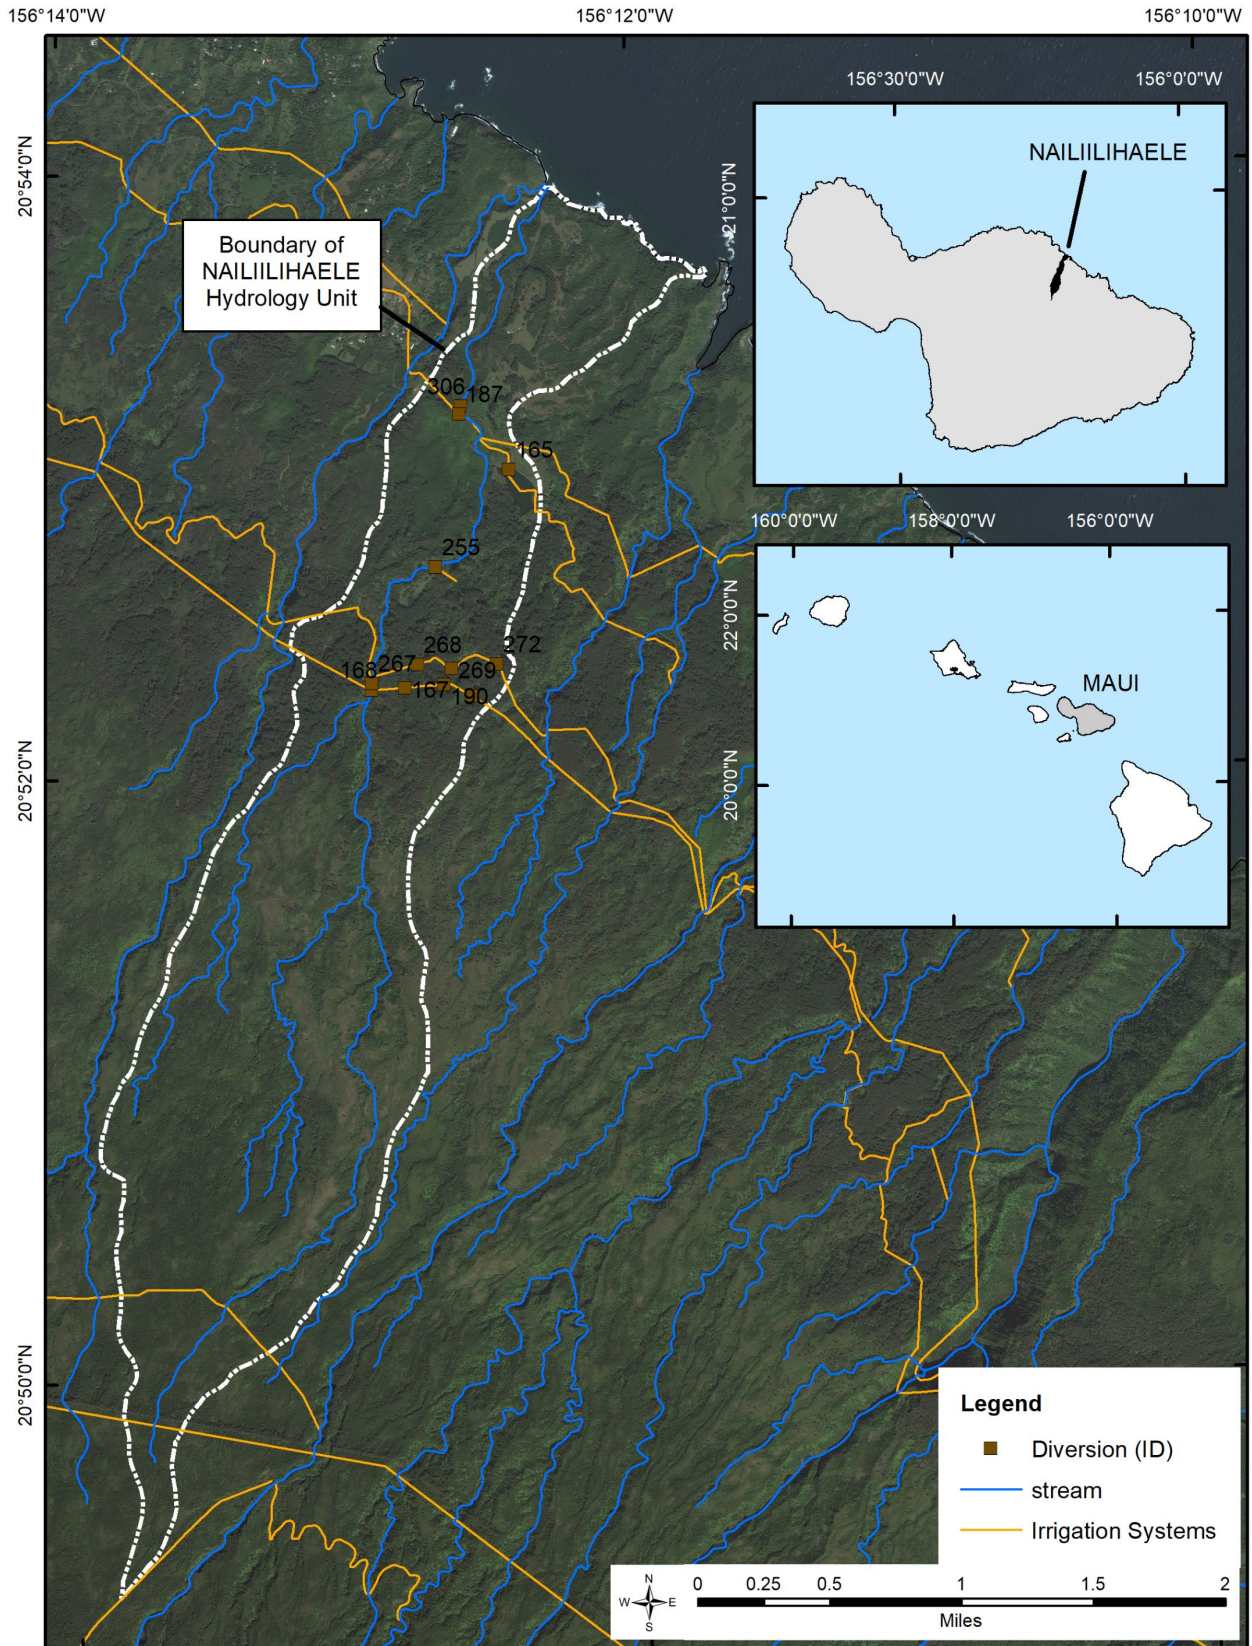 156°14'0"W
156°12'0"W
156°10'0"W
156°30'0"W
156°0'0"W
20°54'0"N
21°0'0"N
NAILIILIHAELE
Boundary of
NAILIILIHAELE
Hydrology Unit
306
187
165
160°0'0"W
158°0'0"W
156°0'0"W
255
22°0'0"N
268
272
267
269
168
167
190
MAUI
20°52'0"N
20°0'0"N
20°50'0"N
Legend
Diversion (ID)
stream
Irrigation Systems
N
W
E
S
0
0.25
0.5
1
1.5
2
Miles